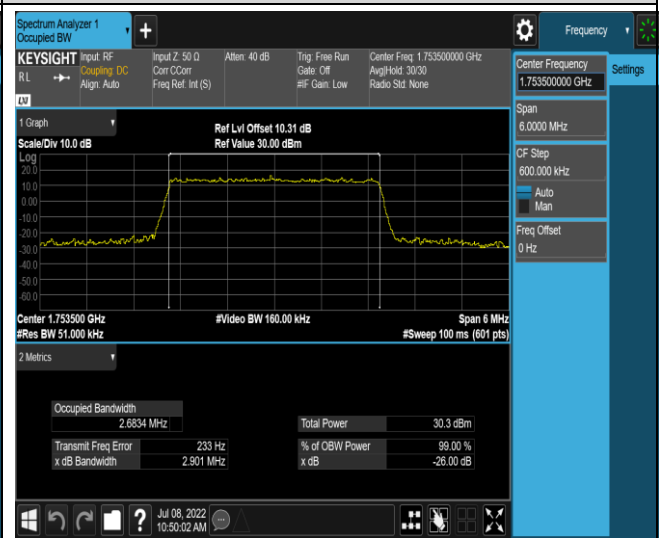 Spectrum Analyzer 1
Occupied BW
+
Frequency
KEYSIGHT
Input: RF
Input Z: 50 Ω
Atten: 40 dB
Trig: Free Run
Center Freq: 1.753500000 GHz
RL
Coupling: DC
Corr CCorr
Gate: Off
Avg|Hold: 30/30
Align: Auto
Freq Ref: Int (S)
#IF Gain: Low
Radio Std: None
LXI
Center Frequency
1.753500000 GHz
Settings
Span
6.0000 MHz
CF Step
600.000 kHz
Auto
Man
Freq Offset
0 Hz
1 Graph
Ref Lvl Offset 10.31 dB
Scale/Div 10.0 dB
Ref Value 30.00 dBm
Log
20.0
10.0
0.00
-10.0
-20.0
-30.0
-40.0
-50.0
-60.0
Center 1.753500 GHz
#Video BW 160.00 kHz
Span 6 MHz
#Res BW 51.000 kHz
#Sweep 100 ms (601 pts)
2 Metrics
Occupied Bandwidth
2.6834 MHz
Total Power
30.3 dBm
Transmit Freq Error
233 Hz
% of OBW Power
99.00 %
x dB Bandwidth
2.901 MHz
x dB
-26.00 dB
?
Jul 08, 2022
10:50:02 AM